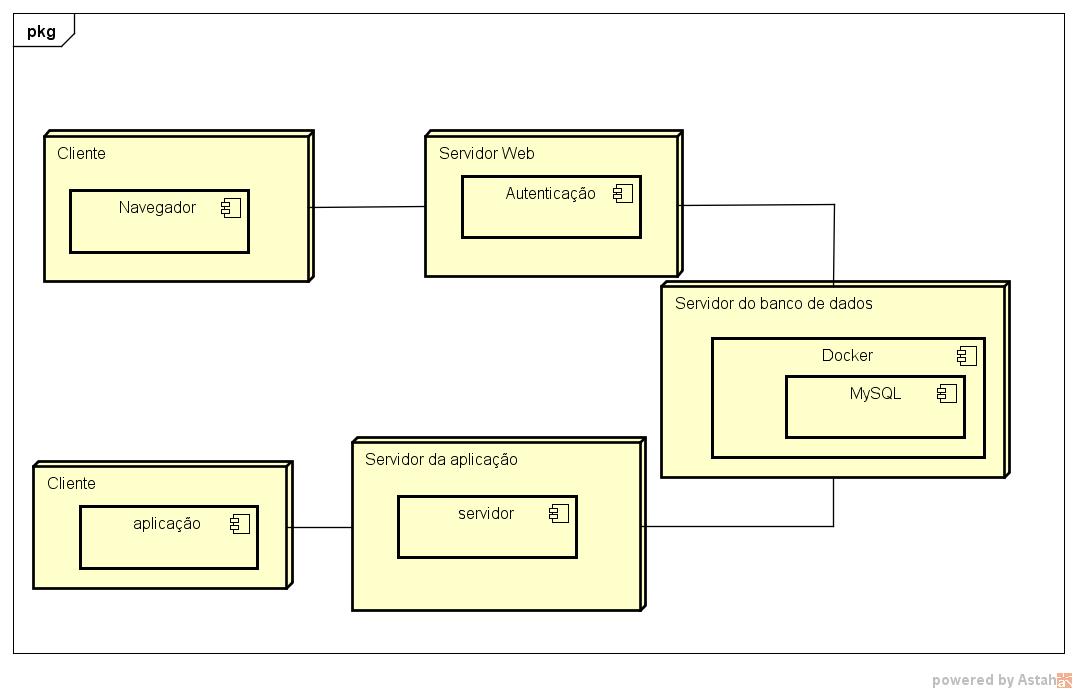 pkg
Cliente
Navegador
Servidor Web
Autenticação
Servidor do banco de dados
Docker
MySQL
Servidor da aplicação
servidor
Cliente
aplicação
powered by Astah